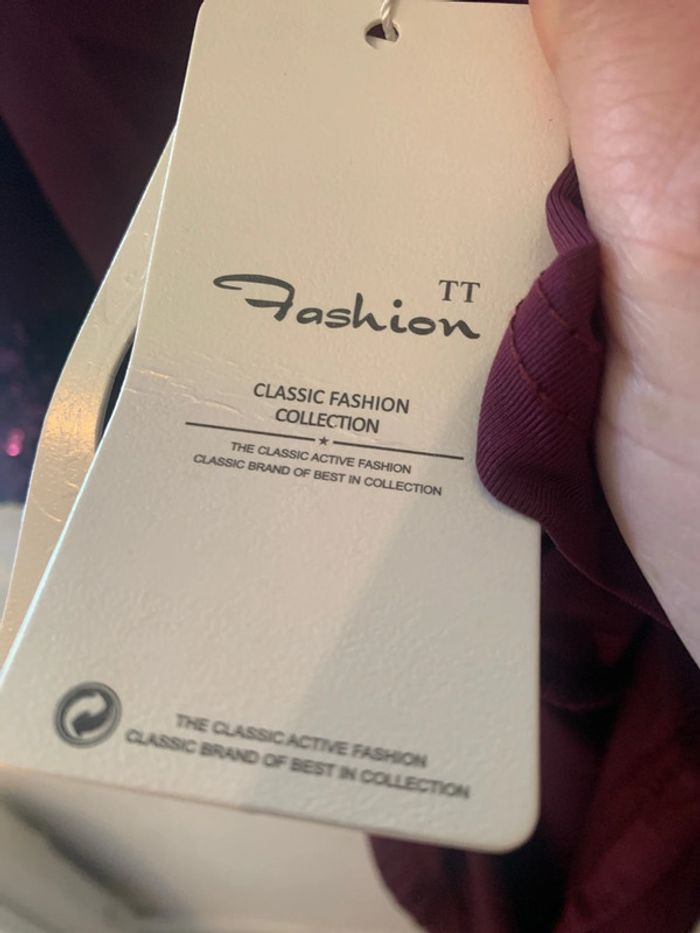 TT
Fashion
CLASSIC FASHION
COLLECTION
THE CLASSIC ACTIVE FASHION
CLASSIC BRAND OF BEST IN COLLECTION
THE CLASSIC ACTIVE FASHION
CLASSIC BRAND OF BEST IN COLLECTION